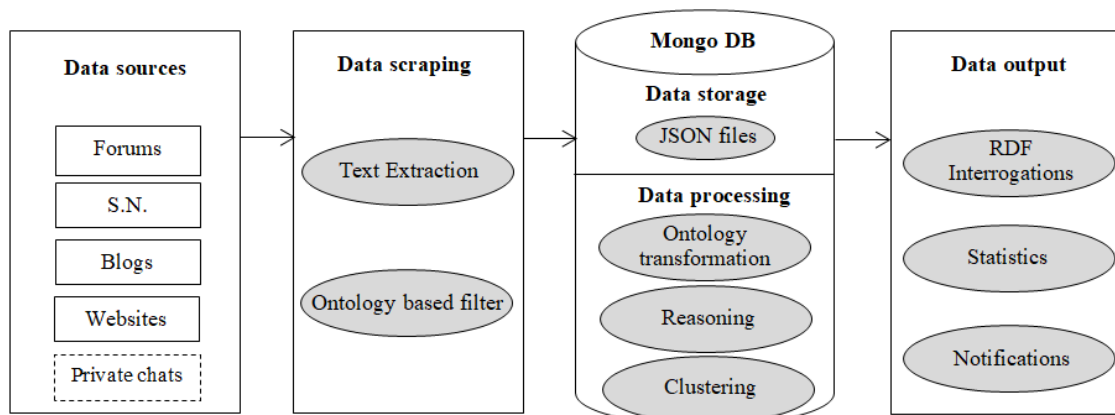 Data sources
Forums
S.N.
Blogs
Websites
Private chats
Data scraping
Text Extraction
Ontology based filter
Mongo DB
Data storage
JSON files
Data processing
Ontology
transformation
Reasoning
Clustering
Data output
RDF
Interrogations
Statistics
Notifications